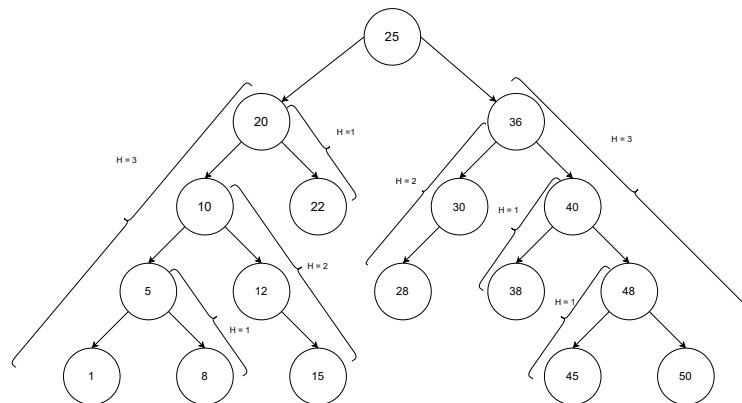 25
20
36
H =1
H = 3
H = 3
H = 2
10
22
30
40
H = 1
H = 2
5
12
28
38
48
H = 1
H = 1
1
8
15
45
50